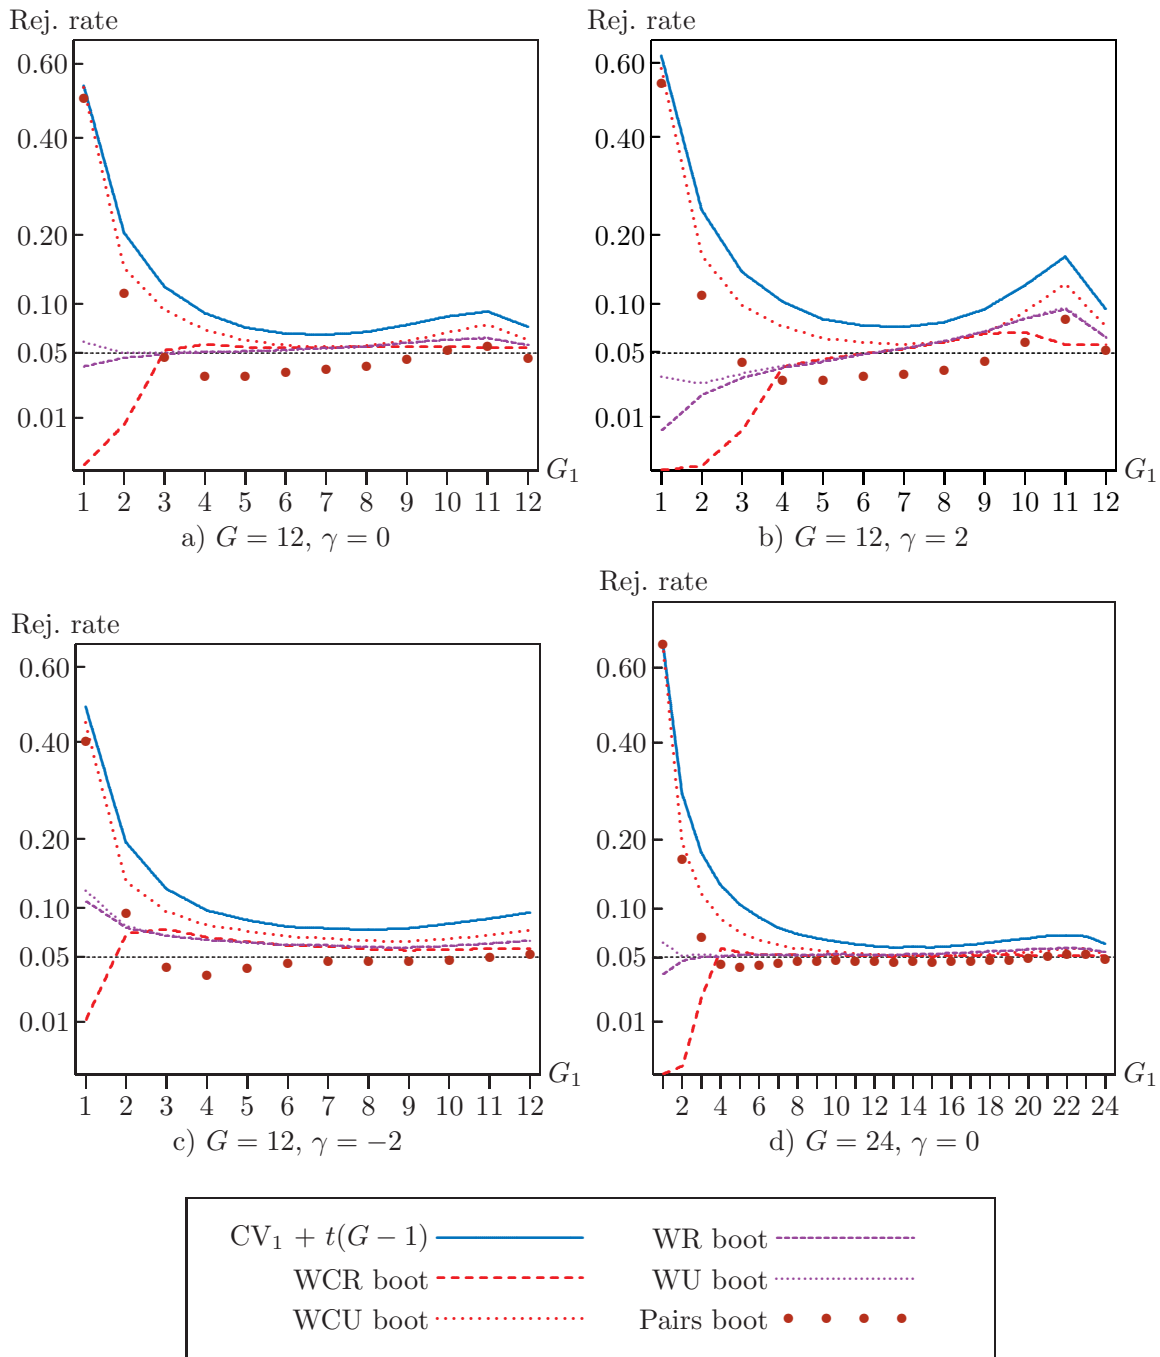 Rej. rate
0.60
0.40
0.20
0.10
0.05
0.01
G₁
1 2 3 4 5 6 7 8 9 10 11 12
a) G = 12, γ = 0
Rej. rate
0.60
0.40
0.20
0.10
0.05
0.01
G₁
1 2 3 4 5 6 7 8 9 10 11 12
b) G = 12, γ = 2
Rej. rate
0.60
0.40
0.20
0.10
0.05
0.01
G₁
1 2 3 4 5 6 7 8 9 10 11 12
c) G = 12, γ = −2
Rej. rate
0.60
0.40
0.20
0.10
0.05
0.01
G₁
2 4 6 8 10 12 14 16 18 20 22 24
d) G = 24, γ = 0
CV₁ + t(G − 1)
WCR boot
WCU boot
WR boot
WU boot
Pairs boot